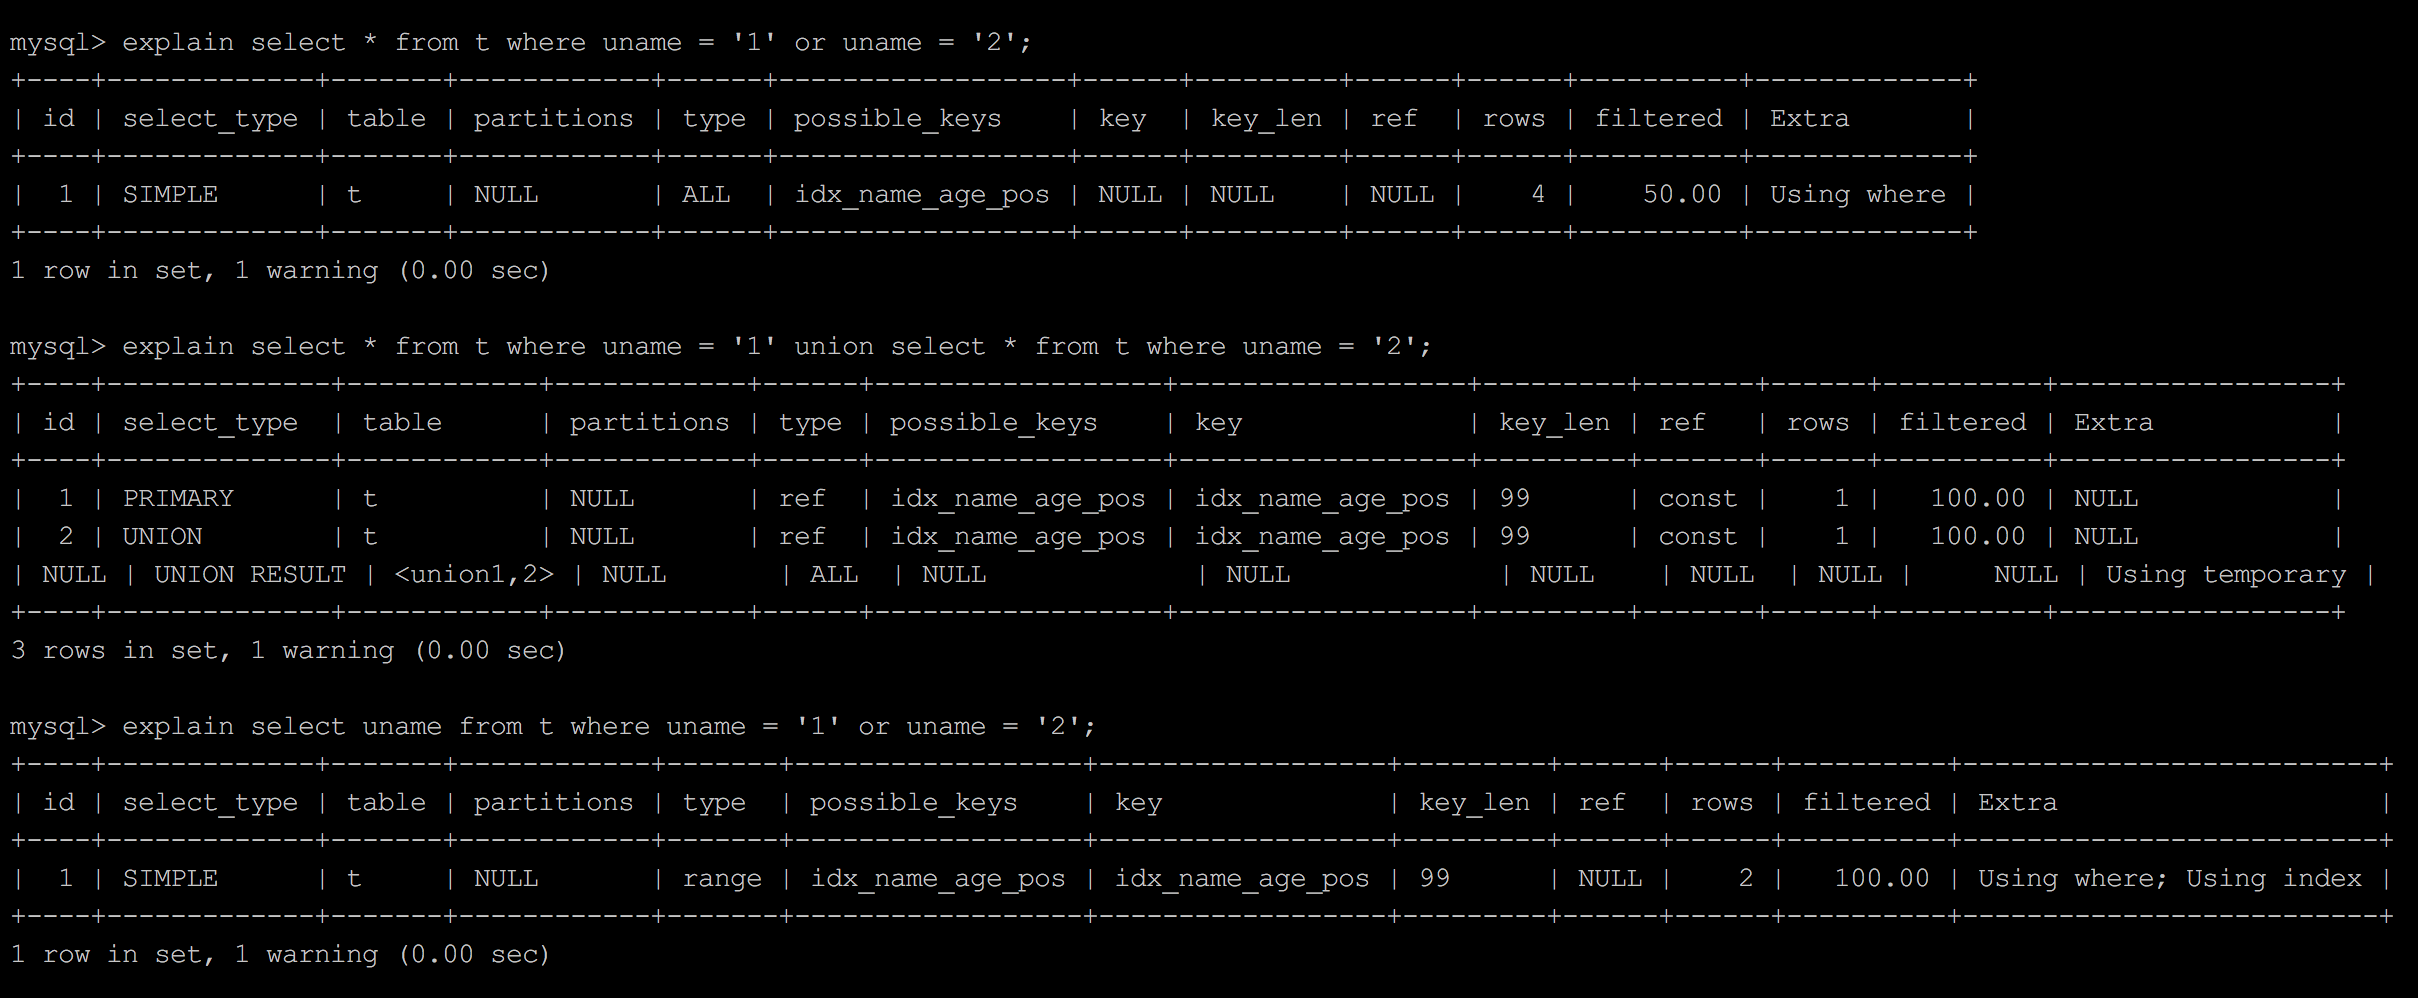 mysql> explain select * from t where uname = '1' or uname = '2';
+----+-------------+-------+------------+------+------------------+------+---------+------+------+----------+-------------+
| id | select_type | table | partitions | type | possible_keys    | key  | key_len | ref  | rows | filtered | Extra       |
+----+-------------+-------+------------+------+------------------+------+---------+------+------+----------+-------------+
|  1 | SIMPLE      | t     | NULL       | ALL  | idx_name_age_pos | NULL | NULL    | NULL |    4 |    50.00 | Using where |
+----+-------------+-------+------------+------+------------------+------+---------+------+------+----------+-------------+
1 row in set, 1 warning (0.00 sec)
mysql> explain select * from t where uname = '1' union select * from t where uname = '2';
+----+--------------+------------+------------+------+------------------+------------------+---------+-------+------+----------+-----------------+
| id | select_type  | table      | partitions | type | possible_keys    | key              | key_len | ref   | rows | filtered | Extra           |
+----+--------------+------------+------------+------+------------------+------------------+---------+-------+------+----------+-----------------+
|  1 | PRIMARY      | t          | NULL       | ref  | idx_name_age_pos | idx_name_age_pos | 99      | const |    1 |   100.00 | NULL            |
|  2 | UNION        | t          | NULL       | ref  | idx_name_age_pos | idx_name_age_pos | 99      | const |    1 |   100.00 | NULL            |
| NULL | UNION RESULT | <union1,2> | NULL       | ALL  | NULL             | NULL             | NULL    | NULL  | NULL |     NULL | Using temporary |
+----+--------------+------------+------------+------+------------------+------------------+---------+-------+------+----------+-----------------+
3 rows in set, 1 warning (0.00 sec)
mysql> explain select uname from t where uname = '1' or uname = '2';
+----+-------------+-------+------------+-------+------------------+------------------+---------+------+------+----------+--------------------------+
| id | select_type | table | partitions | type  | possible_keys    | key              | key_len | ref  | rows | filtered | Extra                    |
+----+-------------+-------+------------+-------+------------------+------------------+---------+------+------+----------+--------------------------+
|  1 | SIMPLE      | t     | NULL       | range | idx_name_age_pos | idx_name_age_pos | 99      | NULL |    2 |   100.00 | Using where; Using index |
+----+-------------+-------+------------+-------+------------------+------------------+---------+------+------+----------+--------------------------+
1 row in set, 1 warning (0.00 sec)